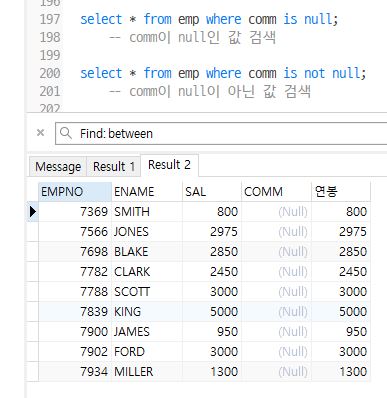 196
197 select * from emp where comm is null;
198 -- comm이 null인 값 검색
199
200 select * from emp where comm is not null;
201 -- comm이 null이 아닌 값 검색
202
× Find: between
Message Result 1 Result 2
EMPNO ENAME SAL COMM 연봉
7369 SMITH 800 (Null) 800
7566 JONES 2975 (Null) 2975
7698 BLAKE 2850 (Null) 2850
7782 CLARK 2450 (Null) 2450
7788 SCOTT 3000 (Null) 3000
7839 KING 5000 (Null) 5000
7900 JAMES 950 (Null) 950
7902 FORD 3000 (Null) 3000
7934 MILLER 1300 (Null) 1300